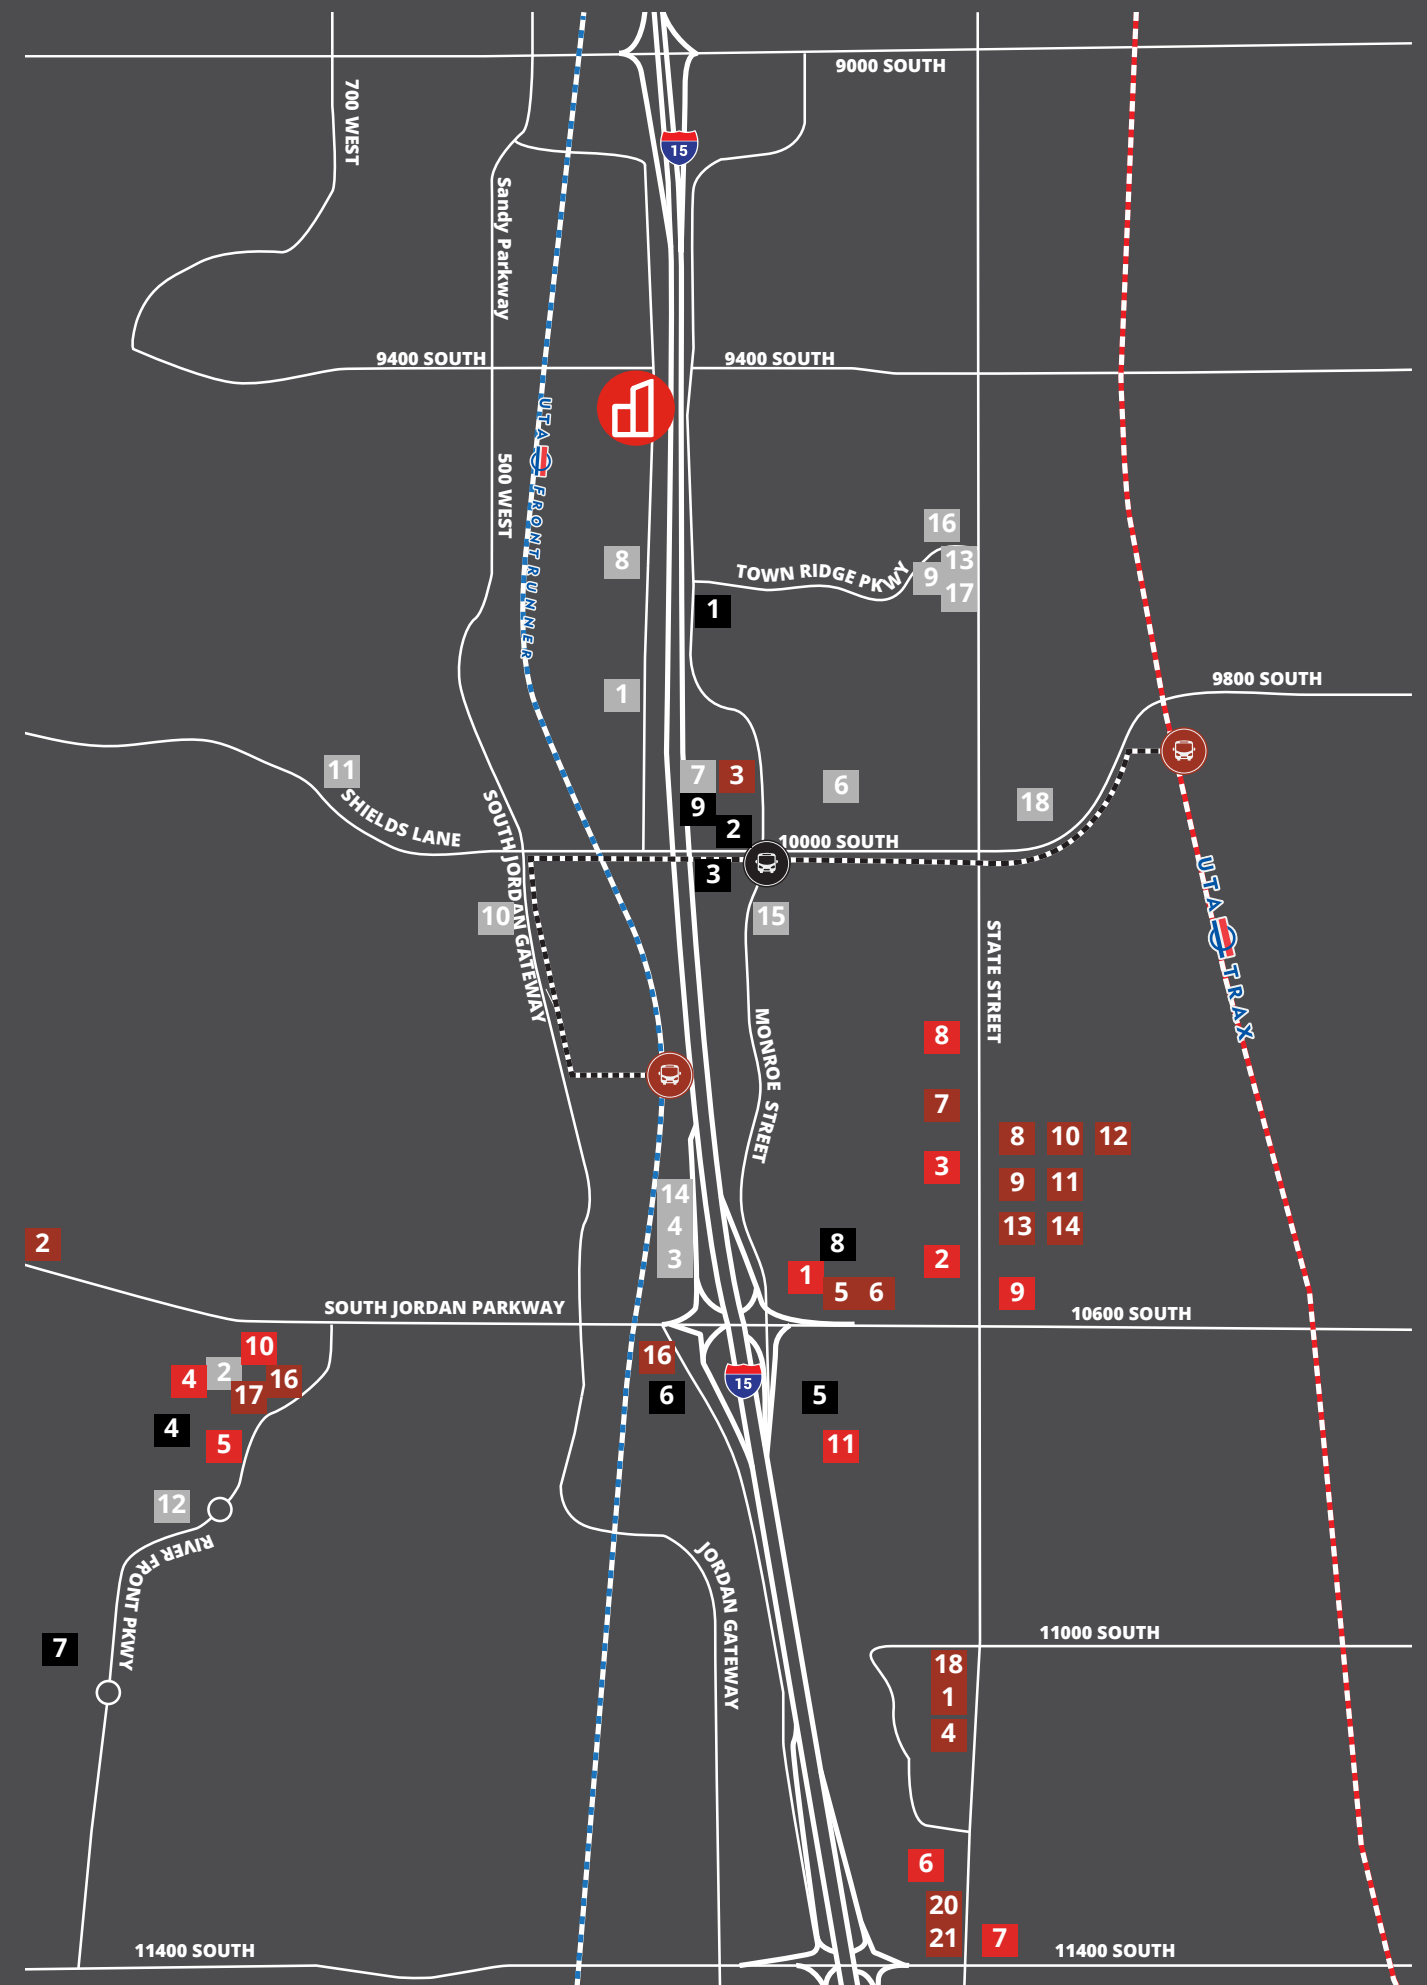 9000 SOUTH
700 WEST
15
Sandy Parkway
9400 SOUTH
9400 SOUTH
UTA FRONTRUNNER
500 WEST
16
8
13
TOWN RIDGE PKWY
9
17
1
9800 SOUTH
1
11
7
3
6
SHIELDS LANE
9
18
2
10000 SOUTH
3
SOUTH JORDAN GATEWAY
10
15
UTA TRAX
STATE STREET
MONROE STREET
8
7
8
10
12
3
9
11
14
4
13
14
3
2
8
2
1
5
6
9
SOUTH JORDAN PARKWAY
10600 SOUTH
10
16
4
2
16
17
15
6
5
4
5
11
12
RIVER FRONT PKWY
JORDAN GATEWAY
7
11000 SOUTH
18
1
4
6
20
21
7
11400 SOUTH
11400 SOUTH